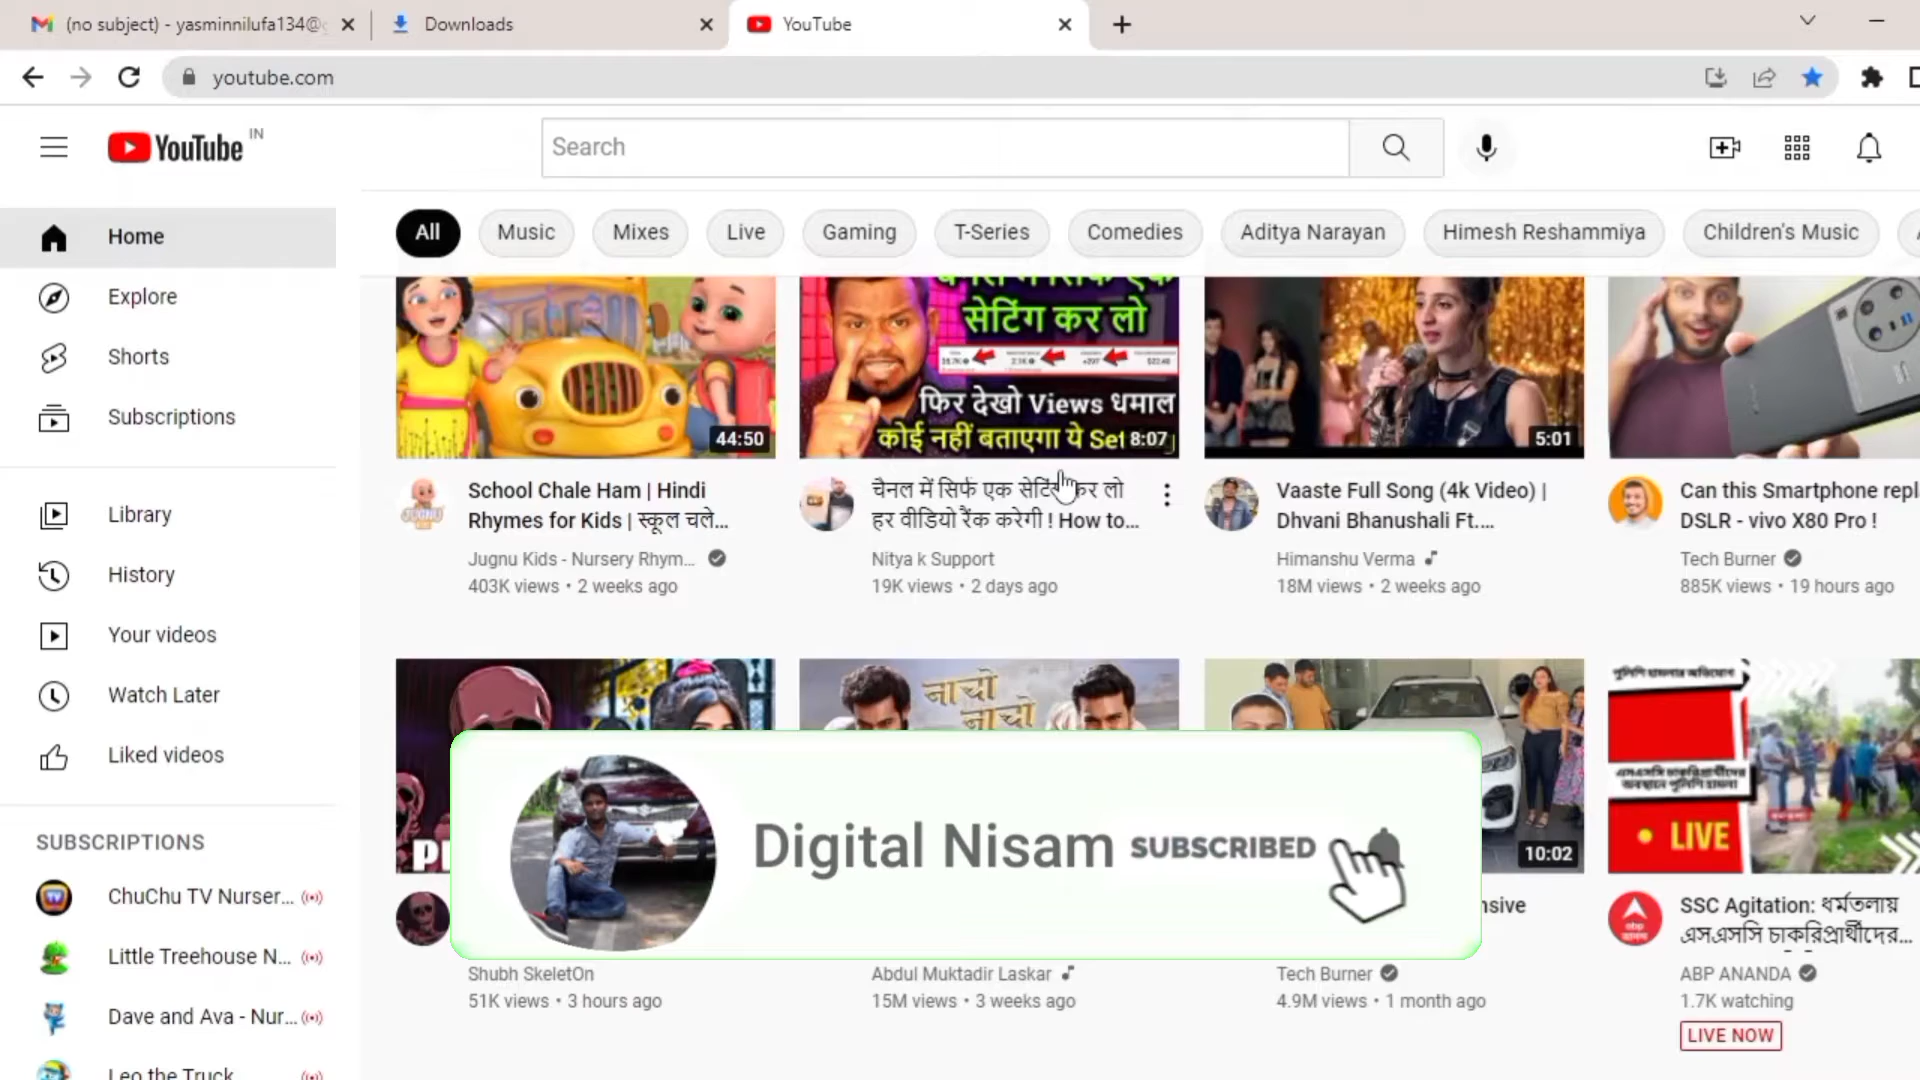 (no subject) - yasminnilufa134@g
Downloads
YouTube
youtube.com
YouTube IN
Search
All
Music
Mixes
Live
Gaming
T-Series
Comedies
Aditya Narayan
Himesh Reshammiya
Children's Music
Home
Explore
Shorts
Subscriptions
Library
History
Your videos
Watch Later
Liked videos
SUBSCRIPTIONS
ChuChu TV Nurser...
Little Treehouse N...
Dave and Ava - Nur...
Leo the Truck
44:50
School Chale Ham | Hindi
Rhymes for Kids | स्कूल चले...
Jugnu Kids - Nursery Rhym...
403K views • 2 weeks ago
सेटिंग कर लो
फिर देखो Views धमाल
कोई नहीं बताएगा ये Set
8:07
चैनल में सिर्फ एक सेटिंग कर लो
हर वीडियो रैंक करेगी ! How to...
Nitya k Support
19K views • 2 days ago
5:01
Vaaste Full Song (4k Video) |
Dhvani Bhanushali Ft....
Himanshu Verma
18M views • 2 weeks ago
Can this Smartphone repl
DSLR - vivo X80 Pro !
Tech Burner
885K views • 19 hours ago
नाचो
नाचो
Digital Nisam SUBSCRIBED
Shubh SkeletOn
51K views • 3 hours ago
Abdul Muktadir Laskar
15M views • 3 weeks ago
10:02
nsive
Tech Burner
4.9M views • 1 month ago
LIVE
SSC Agitation: ধর্মতলায়
এসএসসি চাকরিপ্রার্থীদের...
ABP ANANDA
1.7K watching
LIVE NOW